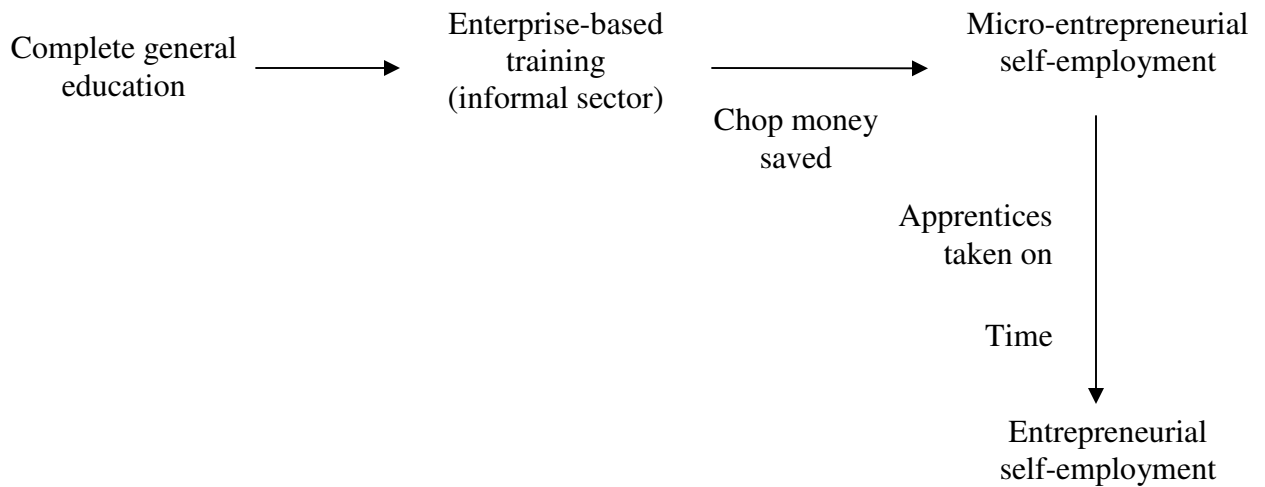 Complete general
education
Enterprise-based
training
(informal sector)
Chop money
saved
Micro-entrepreneurial
self-employment
Apprentices
taken on
Time
Entrepreneurial
self-employment